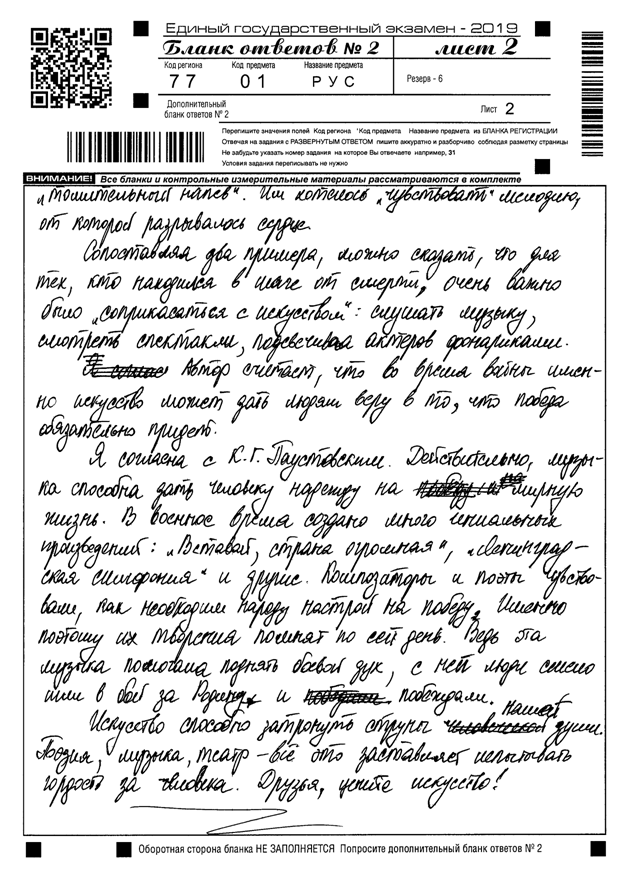 Единый государственный экзамен - 2019
Бланк ответов № 2 лист 2
Код региона Код предмета Название предмета
77 01 РУС Резерв - 6
Дополнительный
бланк ответов № 2 Лист 2
Перепишите значения полей Код региона "Код предмета Название предмета из БЛАНКА РЕГИСТРАЦИИ
Отвечая на задания с РАЗВЕРНУТЫМ ОТВЕТОМ пишите аккуратно и разборчиво соблюдая разметку страницы
Не забудьте указать номер задания на которое Вы отвечаете например, 31
Условия задания переписывать не нужно
ВНИМАНИЕ! Все бланки и контрольные измерительные материалы рассматриваются в комплекте
"томительный напев". Им хотелось "чувствовать" мелодию,
от которой разрывалось сердце.
Сопоставляя два примера, можно сказать, что для
тех, кто находился в шаге от смерти, очень важно
было "соприкасаться с искусством": слушать музыку,
смотреть спектакли, подсвечивая актеров фонариками.
Автор считает, что во время войны имен-
но искусство может дать людям веру в то, что победа
обязательно придет.
Я согласна с К.Г. Паустовским. Действительно, музы-
ка способна дать человеку надежду на мирную
жизнь. В военное время создано много гениальных
произведений: "Вставай, страна огромная", "Ленинград-
ская симфония" и другие. Композиторы и поэты чувство-
вали, как необходим народу настрой на победу. Именно
поэтому их творения помнят по сей день. Ведь эта
музыка помогала поднять боевой дух, с ней люди смело
шли в бой за Родину и побеждали.
Искусство способно затронуть струны нашей души.
Поэзия, музыка, театр – всё это заставляет испытывать
гордость за человека. Друзья, цените искусство!
Оборотная сторона бланка НЕ ЗАПОЛНЯЕТСЯ Попросите дополнительный бланк ответов № 2